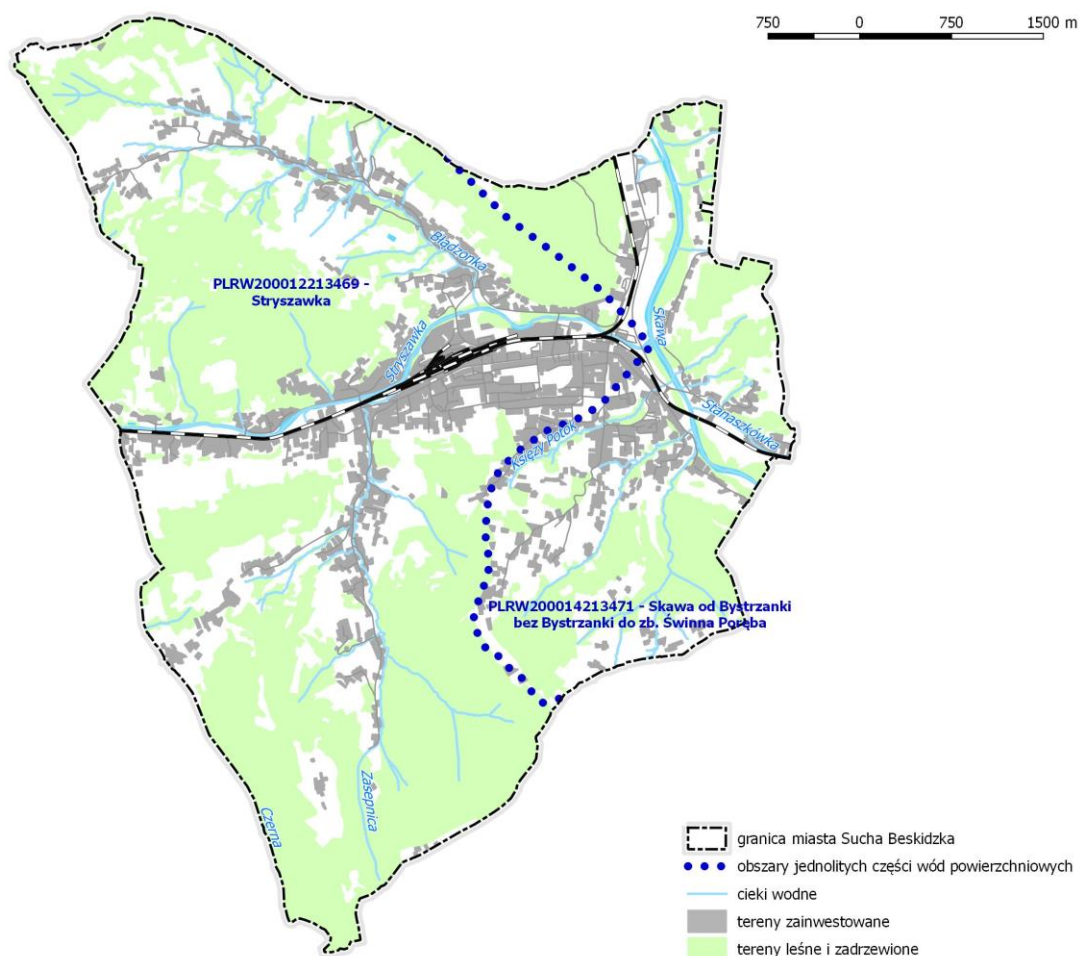 750 0 750 1500 m
Błądzonka
PLRW200012213469 -
Stryszawka
Stryszawka
Skawa
Stanaszkówka
Księży Potok
PLRW200014213471 - Skawa od Bystrzanki
bez Bystrzanki do zb. Świnna Poręba
Zasepnica
Czerna
granica miasta Sucha Beskidzka
obszary jednolitych części wód powierzchniowych
cieki wodne
tereny zainwestowane
tereny leśne i zadrzewione